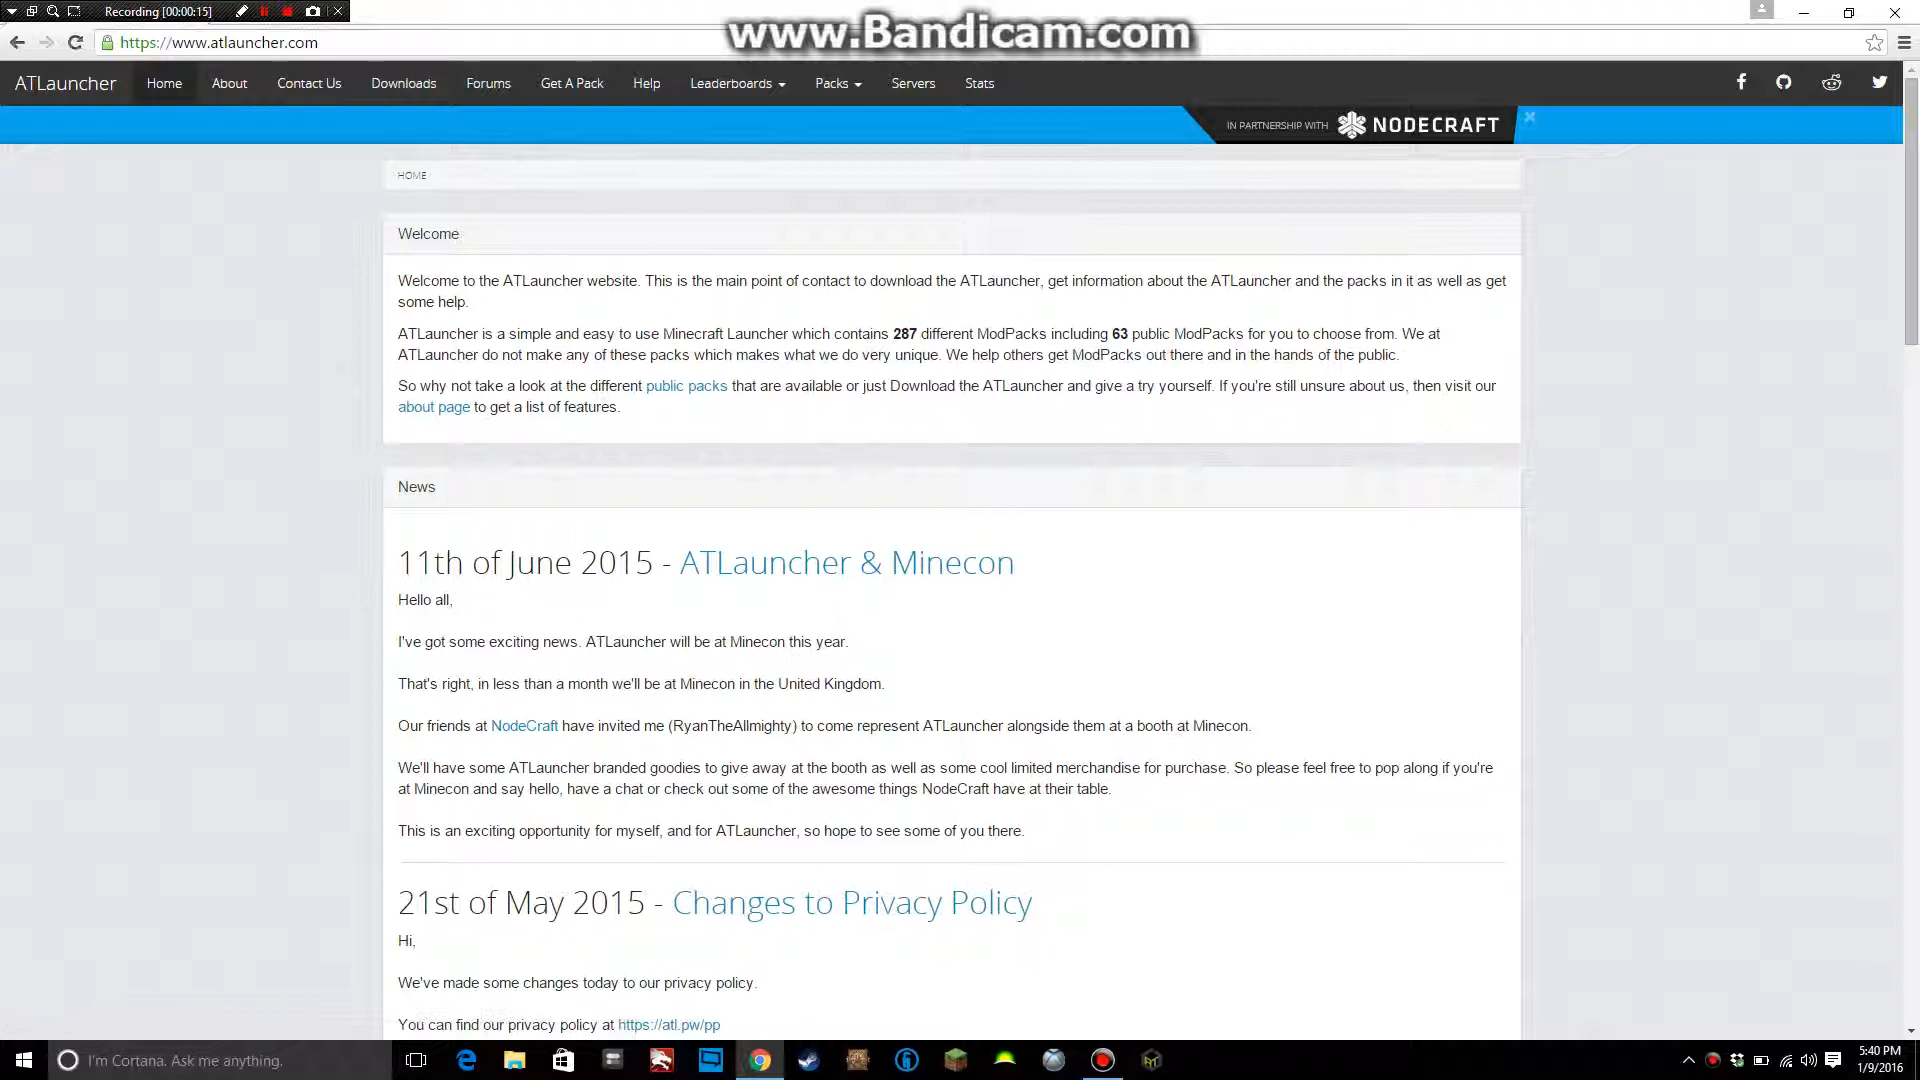 Recording [00:00:15]
www.Bandicam.com
https://www.atlauncher.com
ATLauncher Home About Contact Us Downloads Forums Get A Pack Help Leaderboards Packs Servers Stats
IN PARTNERSHIP WITH NODECRAFT
HOME
Welcome
Welcome to the ATLauncher website. This is the main point of contact to download the ATLauncher, get information about the ATLauncher and the packs in it as well as get
some help.
ATLauncher is a simple and easy to use Minecraft Launcher which contains 287 different ModPacks including 63 public ModPacks for you to choose from. We at
ATLauncher do not make any of these packs which makes what we do very unique. We help others get ModPacks out there and in the hands of the public.
So why not take a look at the different public packs that are available or just Download the ATLauncher and give a try yourself. If you're still unsure about us, then visit our
about page to get a list of features.
News
11th of June 2015 - ATLauncher & Minecon
Hello all,
I've got some exciting news. ATLauncher will be at Minecon this year.
That's right, in less than a month we'll be at Minecon in the United Kingdom.
Our friends at NodeCraft have invited me (RyanTheAllmighty) to come represent ATLauncher alongside them at a booth at Minecon.
We'll have some ATLauncher branded goodies to give away at the booth as well as some cool limited merchandise for purchase. So please feel free to pop along if you're
at Minecon and say hello, have a chat or check out some of the awesome things NodeCraft have at their table.
This is an exciting opportunity for myself, and for ATLauncher, so hope to see some of you there.
21st of May 2015 - Changes to Privacy Policy
Hi,
We've made some changes today to our privacy policy.
You can find our privacy policy at https://atl.pw/pp
I'm Cortana. Ask me anything.
5:40 PM
1/9/2016